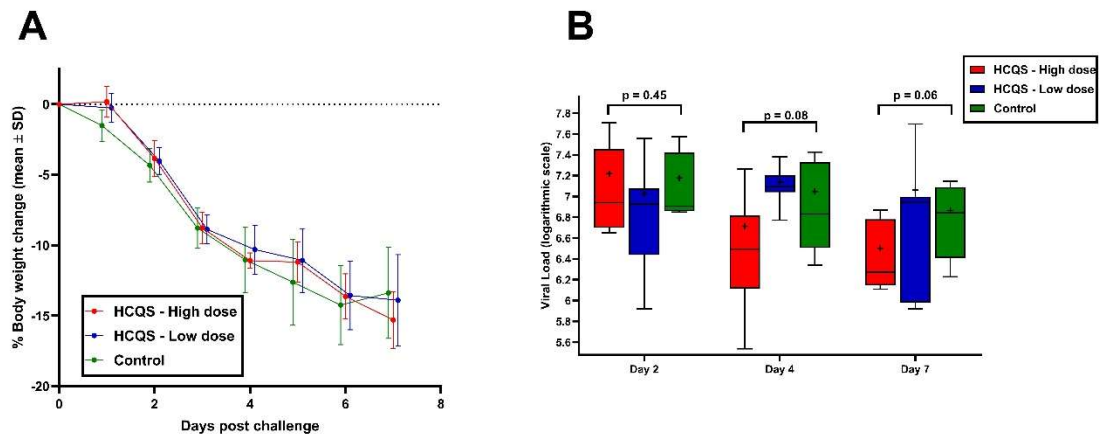 A
% Body weight change (mean ± SD)
0
-5
-10
-15
-20
HCQS - High dose
HCQS - Low dose
Control
0
2
4
6
8
Days post challenge
B
HCQS - High dose
HCQS - Low dose
Control
p = 0.45
p = 0.08
p = 0.06
Viral Load (logarithmic scale)
7.8
7.6
7.4
7.2
7
6.8
6.6
6.4
6.2
6
5.8
5.6
Day 2
Day 4
Day 7